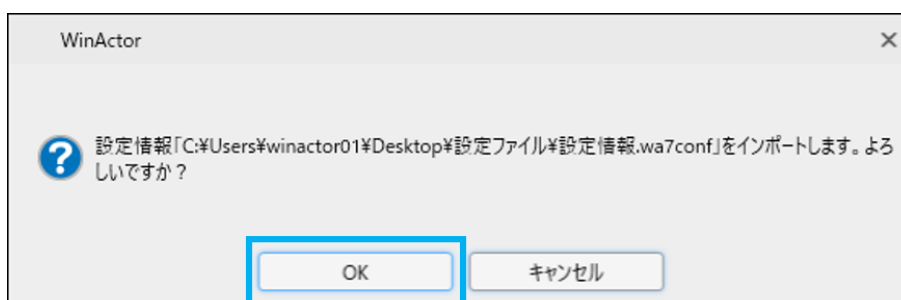 WinActor
設定情報「C:¥Users¥winactor01¥Desktop¥設定ファイル¥設定情報.wa7conf」をインポートします。よろ
しいですか？
OK
キャンセル